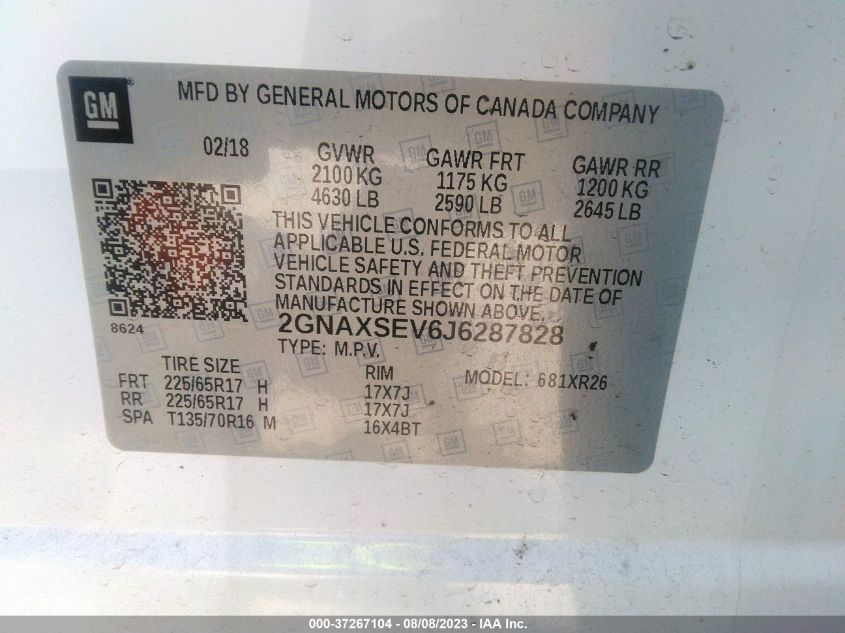 GM
MFD BY GENERAL MOTORS OF CANADA COMPANY
02/18 GVWR GAWR FRT GAWR RR
2100 KG 1175 KG 1200 KG
4630 LB 2590 LB 2645 LB
THIS VEHICLE CONFORMS TO ALL
APPLICABLE U.S. FEDERAL MOTOR
VEHICLE SAFETY AND THEFT PREVENTION
STANDARDS IN EFFECT ON THE DATE OF
MANUFACTURE SHOWN ABOVE.
8624
2GNAXSEV6J6287828
TYPE: M.P.V.
TIRE SIZE RIM MODEL: 681XR26
FRT 225/65R17 H 17X7J
RR 225/65R17 H 17X7J
SPA T135/70R16 M 16X4BT
000-37267104 - 08/08/2023 - IAA Inc.